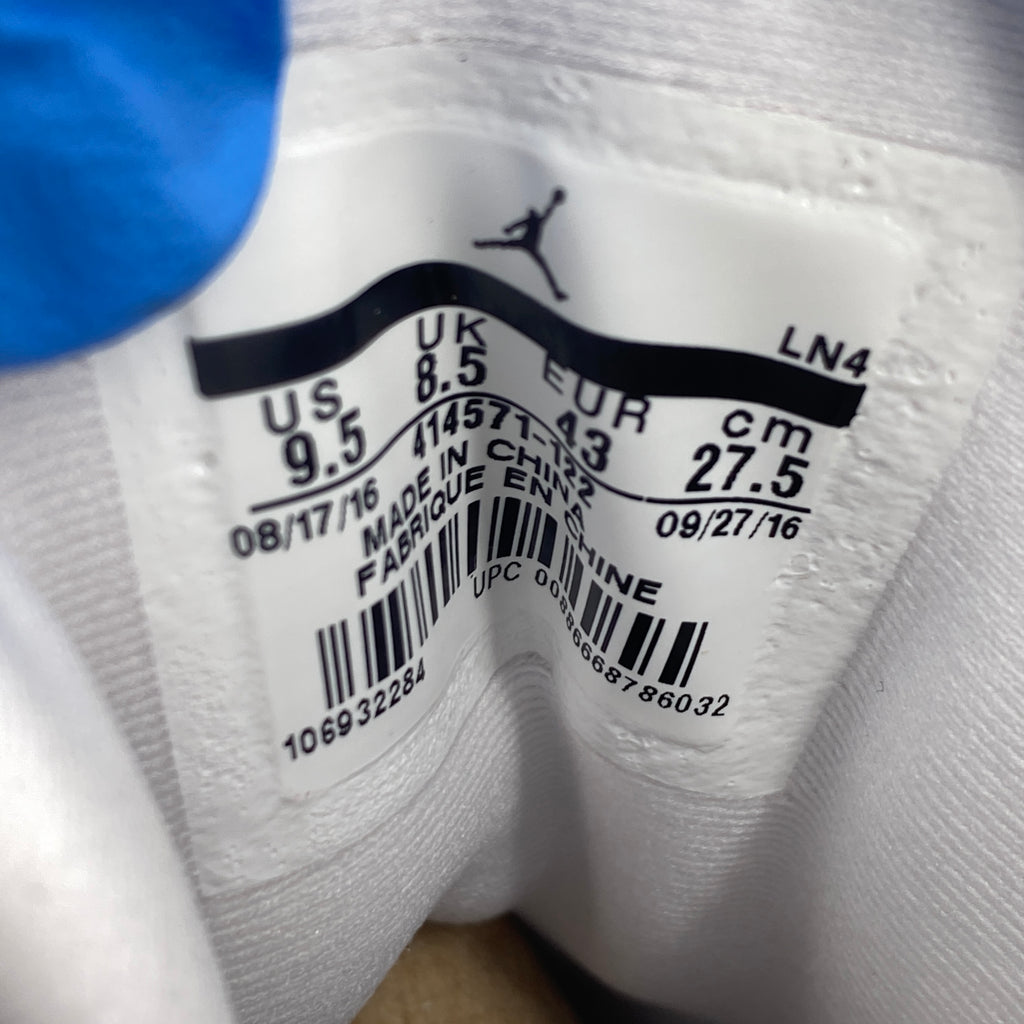 LN4
US UK EUR cm
9.5 8.5 43 27.5
08/17/16 414571-122 09/27/16
MADE IN CHINA
FABRIQUE EN CHINE
UPC 00886668786032
106932284